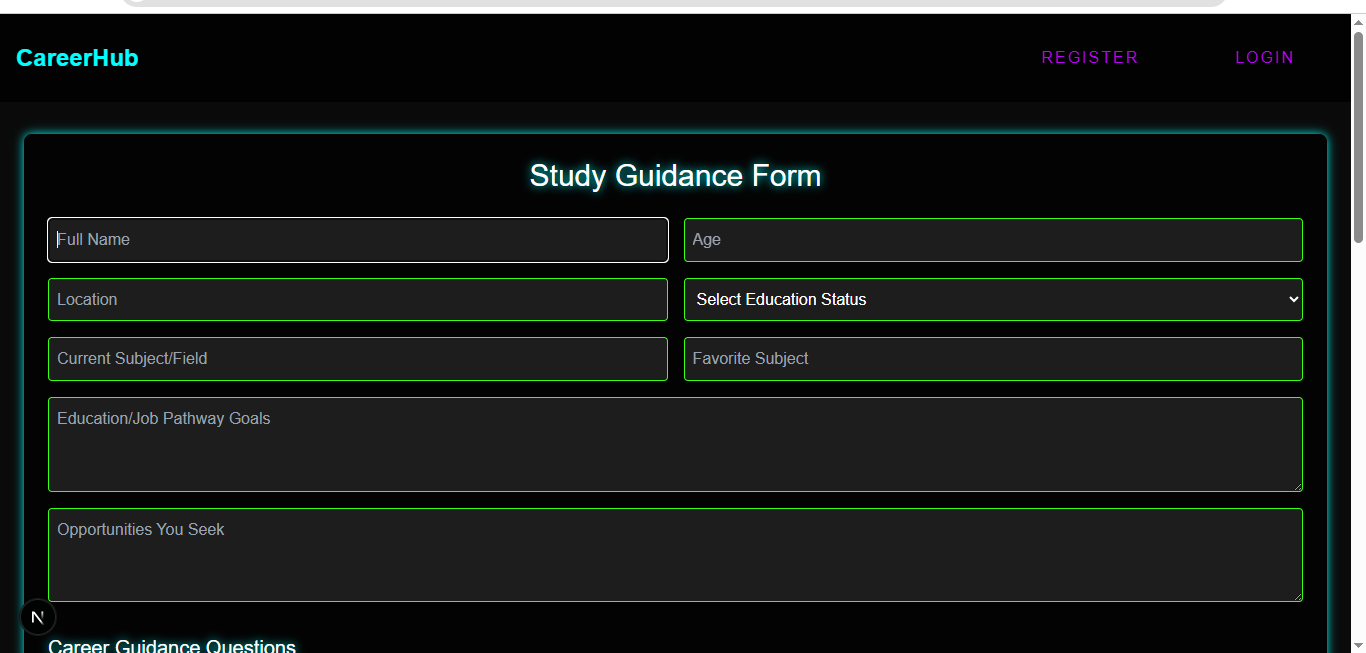 CareerHub
REGISTER
LOGIN
Study Guidance Form
Full Name
Age
Location
Select Education Status
Current Subject/Field
Favorite Subject
Education/Job Pathway Goals
Opportunities You Seek
N
Career Guidance Questions